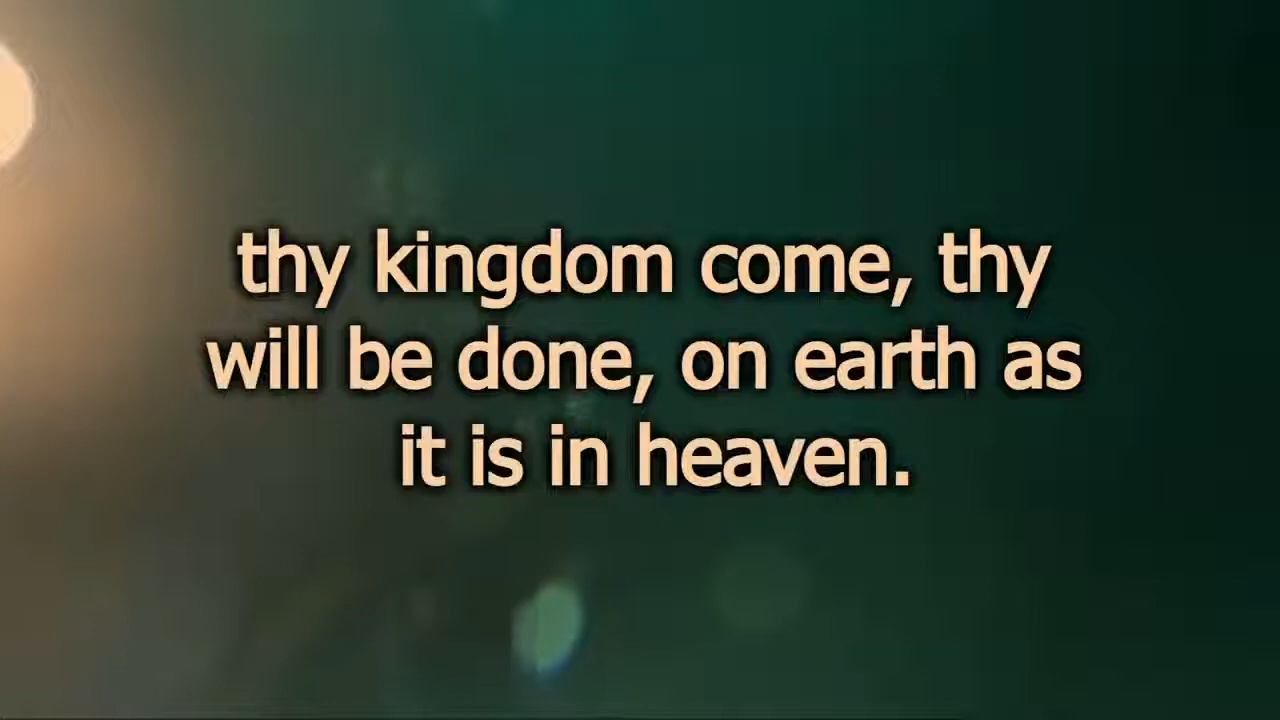 thy kingdom come, thy
will be done, on earth as
it is in heaven.